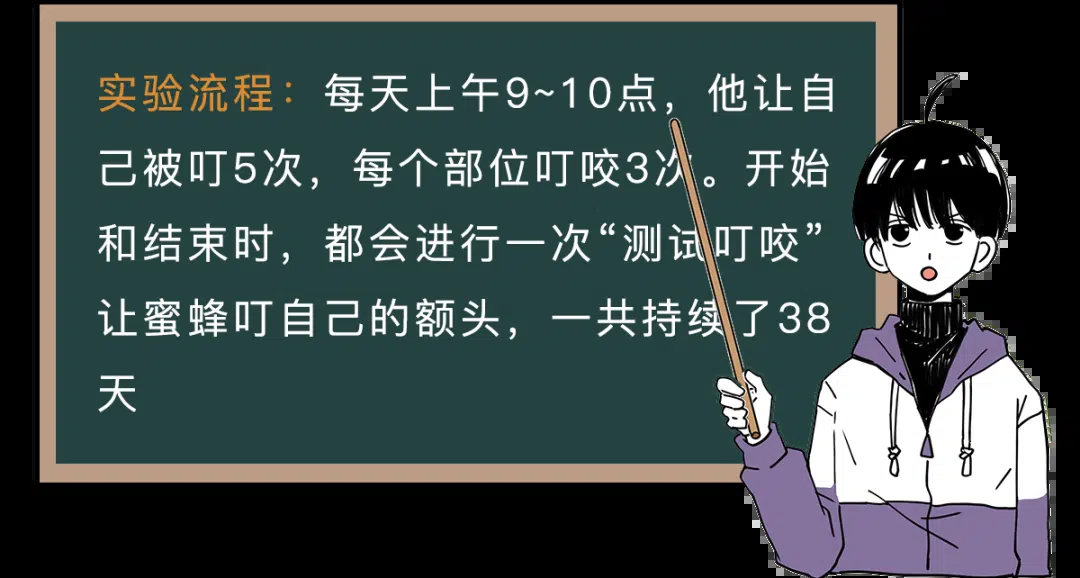 实验流程：每天上午9~10点，他让自
己被叮5次，每个部位叮咬3次。开始
和结束时，都会进行一次“测试叮咬”
让蜜蜂叮自己的额头，一共持续了38
天